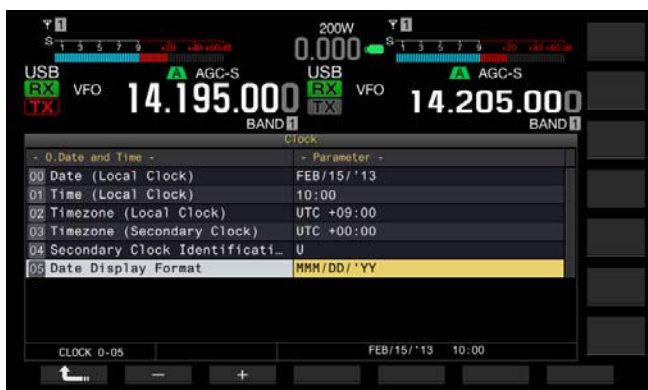 1 200W 1
S 1 3 5 7 9 +20 +40 +60dB 0.000 S 1 3 5 7 9 +20 +40 +60dB
USB A AGC-S USB A AGC-S
RX TX VFO 14.195.000 RX TX VFO 14.205.000
BAND 1 BAND 1
Clock
- 0.Date and Time - - Parameter -
00 Date (Local Clock) FEB/15/'13
01 Time (Local Clock) 10:00
02 Timezone (Local Clock) UTC +09:00
03 Timezone (Secondary Clock) UTC +00:00
04 Secondary Clock Identificati… U
05 Date Display Format MMM/DD/'YY
CLOCK 0-05 FEB/15/'13 10:00
− +